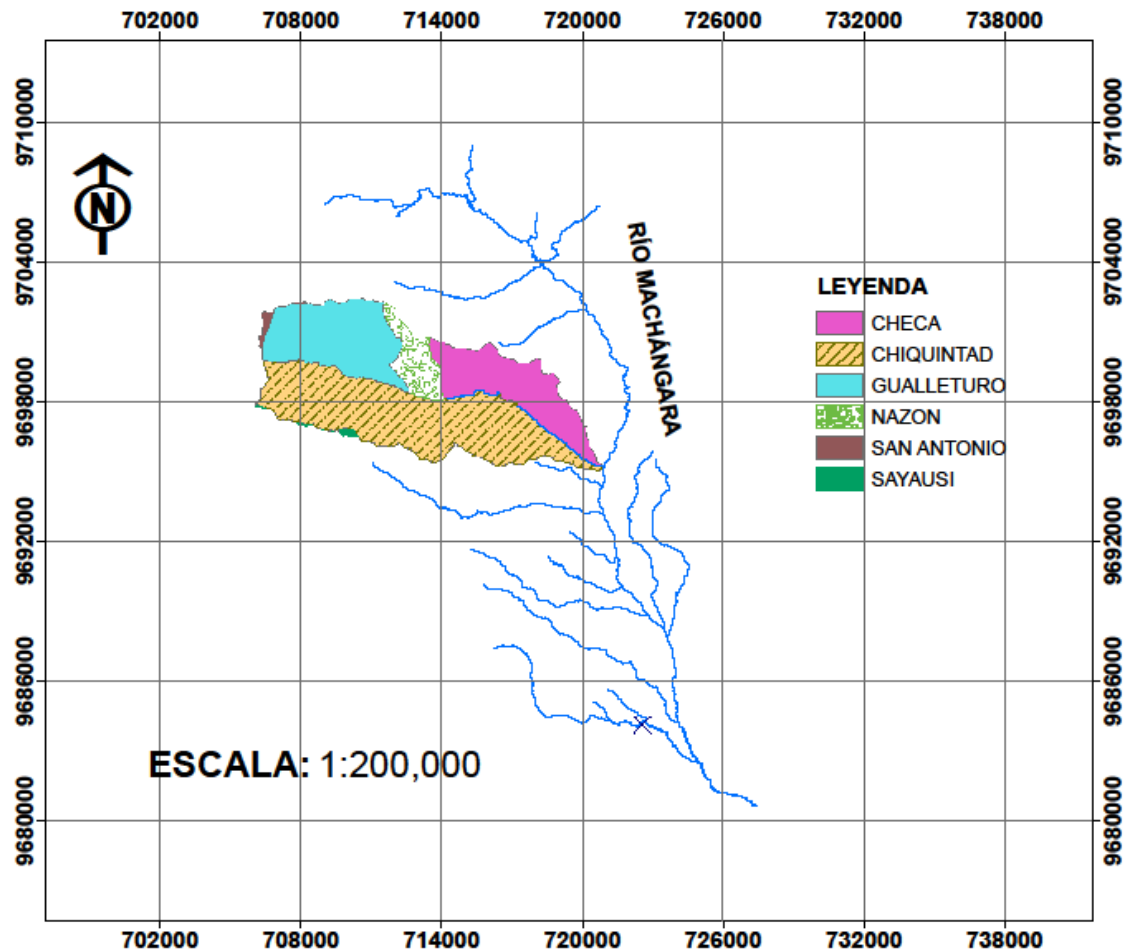 702000 708000 714000 720000 726000 732000 738000
9710000 9710000
N
RÍO MACHÁNGARA
9704000 9704000
LEYENDA
CHECA
CHIQUINTAD
GUALLETURO
NAZON
SAN ANTONIO
SAYAUSI
9698000 9698000
9692000 9692000
9686000 9686000
ESCALA: 1:200,000
9680000 9680000
702000 708000 714000 720000 726000 732000 738000